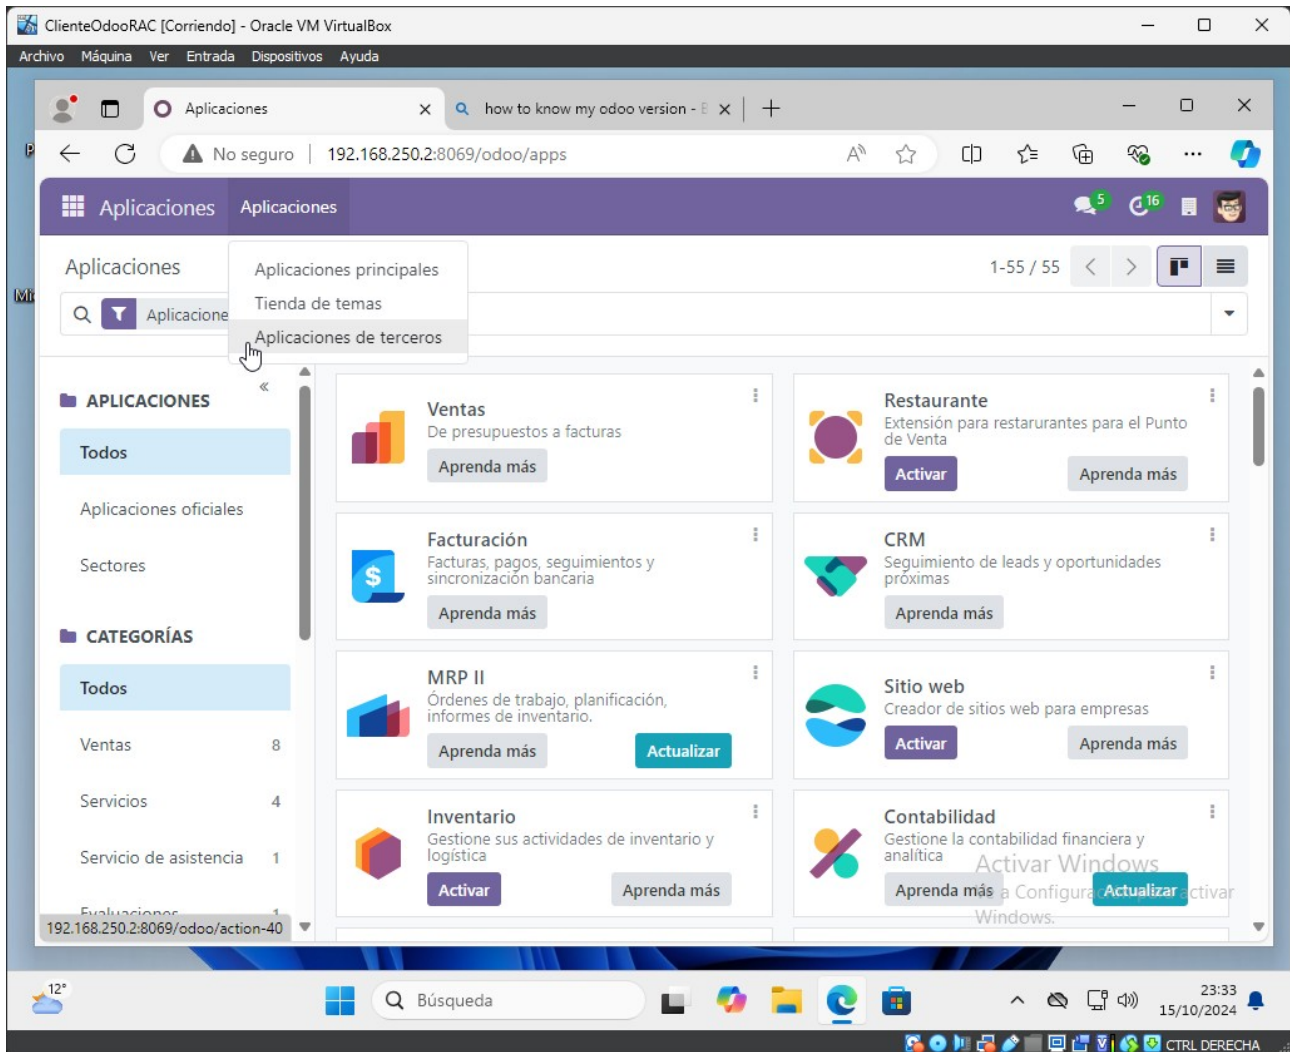 ClienteOdooRAC [Corriendo] - Oracle VM VirtualBox
Archivo Máquina Ver Entrada Dispositivos Ayuda
Aplicaciones
how to know my odoo version -
No seguro
192.168.250.2:8069/odoo/apps
Aplicaciones
Aplicaciones
5
16
Aplicaciones
1-55 / 55
Aplicaciones principales
Tienda de temas
Aplicaciones de terceros
Aplicacione
APLICACIONES
Todos
Aplicaciones oficiales
Sectores
CATEGORÍAS
Todos
Ventas 8
Servicios 4
Servicio de asistencia 1
Evaluaciones 1
192.168.250.2:8069/odoo/action-40
Ventas
De presupuestos a facturas
Aprenda más
Restaurante
Extensión para restarurantes para el Punto
de Venta
Activar Aprenda más
Facturación
Facturas, pagos, seguimientos y
sincronización bancaria
Aprenda más
CRM
Seguimiento de leads y oportunidades
próximas
Aprenda más
MRP II
Órdenes de trabajo, planificación,
informes de inventario.
Aprenda más Actualizar
Sitio web
Creador de sitios web para empresas
Activar Aprenda más
Inventario
Gestione sus actividades de inventario y
logística
Activar Aprenda más
Contabilidad
Gestione la contabilidad financiera y
analítica
Aprenda más Actualizar
Activar Windows
a Configuración para activar
Windows.
12°
Búsqueda
23:33
15/10/2024
CTRL DERECHA